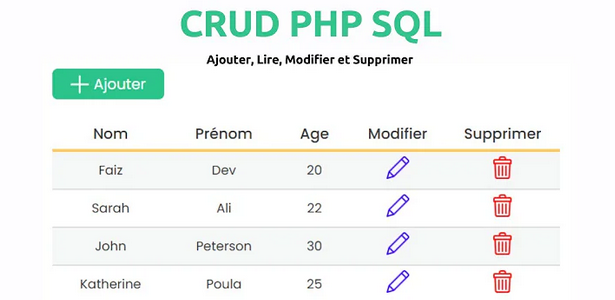 CRUD PHP SQL
Ajouter, Lire, Modifier et Supprimer
+ Ajouter
Nom Prénom Age Modifier Supprimer
Faiz Dev 20
Sarah Ali 22
John Peterson 30
Katherine Poula 25